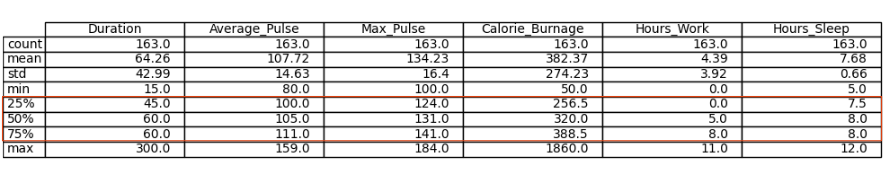 Duration Average_Pulse Max_Pulse Calorie_Burnage Hours_Work Hours_Sleep
count 163.0 163.0 163.0 163.0 163.0 163.0
mean 64.26 107.72 134.23 382.37 4.39 7.68
std 42.99 14.63 16.4 274.23 3.92 0.66
min 15.0 80.0 100.0 50.0 0.0 5.0
25% 45.0 100.0 124.0 256.5 0.0 7.5
50% 60.0 105.0 131.0 320.0 5.0 8.0
75% 60.0 111.0 141.0 388.5 8.0 8.0
max 300.0 159.0 184.0 1860.0 11.0 12.0